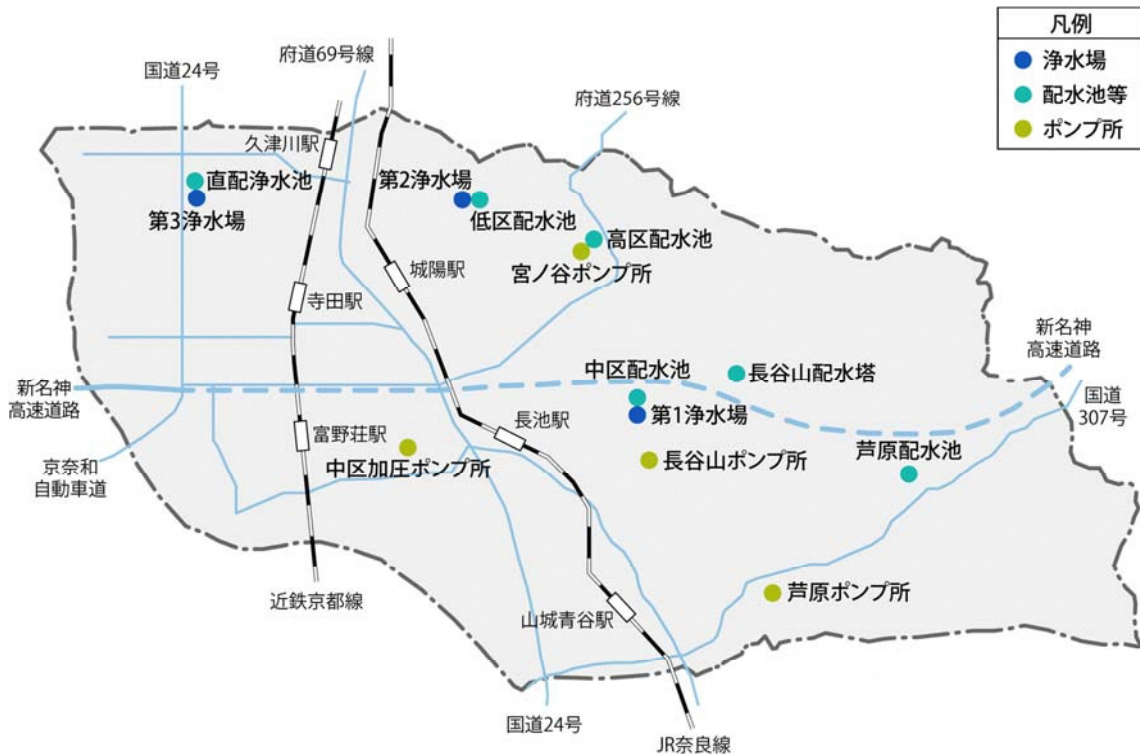 凡例
浄水場
配水池等
ポンプ所
府道69号線
国道24号
府道256号線
久津川駅
直配浄水池
第2浄水場
第3浄水場
低区配水池
高区配水池
城陽駅
宮ノ谷ポンプ所
寺田駅
新名神
高速道路
中区配水池
長谷山配水塔
新名神
高速道路
国道
307号
第1浄水場
長池駅
富野荘駅
芦原配水池
中区加圧ポンプ所
長谷山ポンプ所
京奈和
自動車道
芦原ポンプ所
近鉄京都線
山城青谷駅
国道24号
JR奈良線